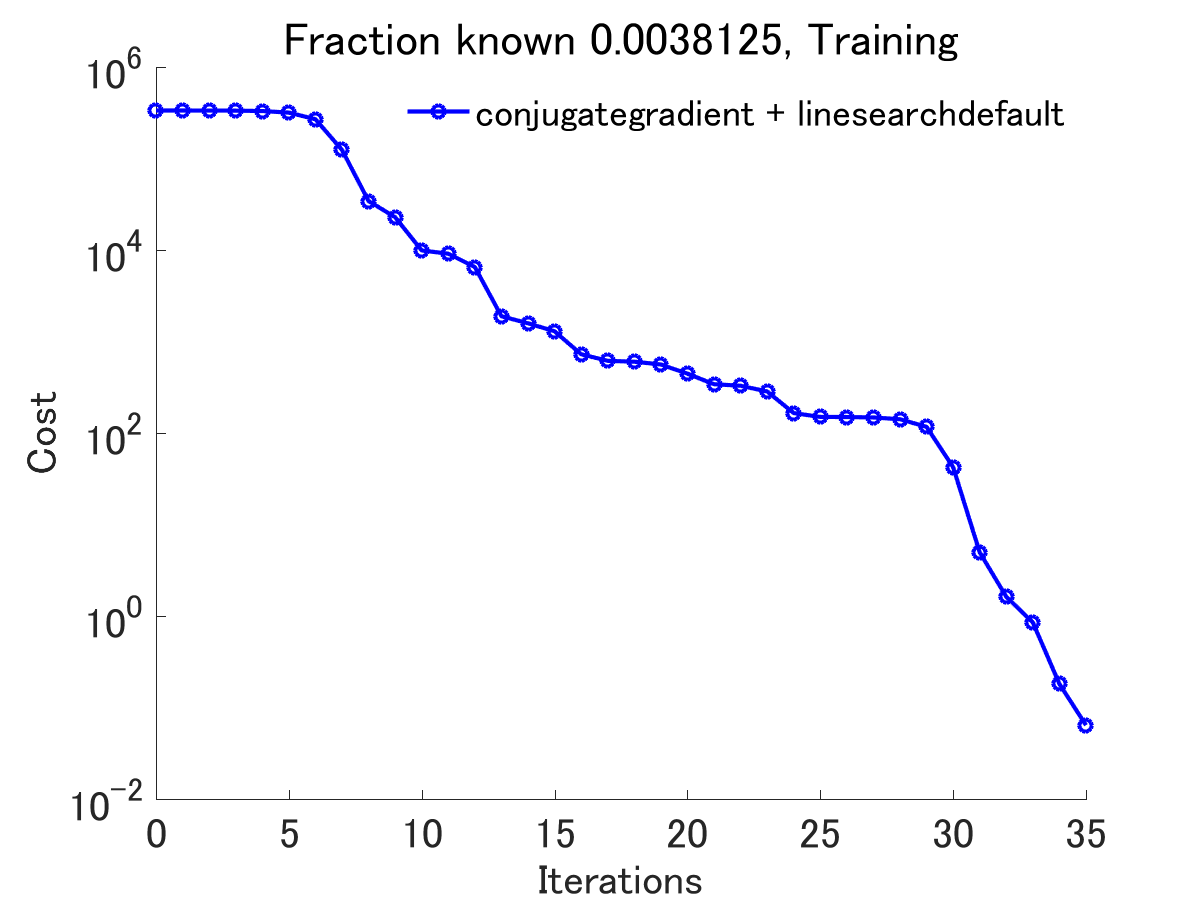 Fraction known 0.0038125, Training
conjugategradient + linesearchdefault
10^6
10^4
10^2
10^0
10^-2
Cost
0 5 10 15 20 25 30 35
Iterations